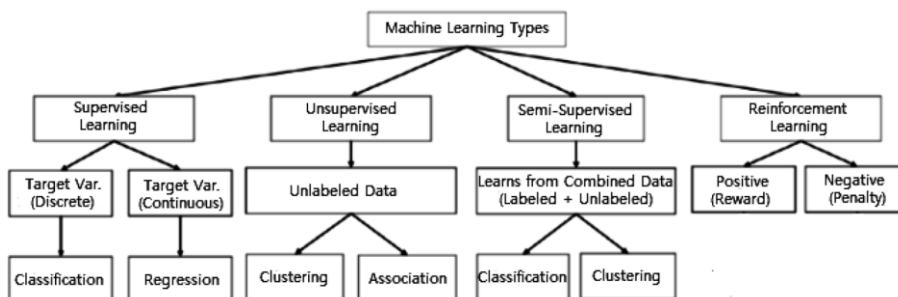 Machine Learning Types
Supervised
Learning
Unsupervised
Learning
Semi-Supervised
Learning
Reinforcement
Learning
Target Var.
(Discrete)
Target Var.
(Continuous)
Unlabeled Data
Learns from Combined Data
(Labeled + Unlabeled)
Positive
(Reward)
Negative
(Penalty)
Classification
Regression
Clustering
Association
Classification
Clustering